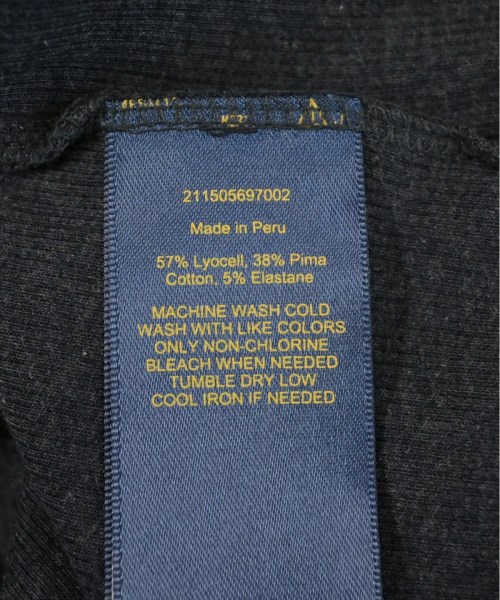 211505697002
Made in Peru
57% Lyocell, 38% Pima
Cotton, 5% Elastane
MACHINE WASH COLD
WASH WITH LIKE COLORS
ONLY NON-CHLORINE
BLEACH WHEN NEEDED
TUMBLE DRY LOW
COOL IRON IF NEEDED